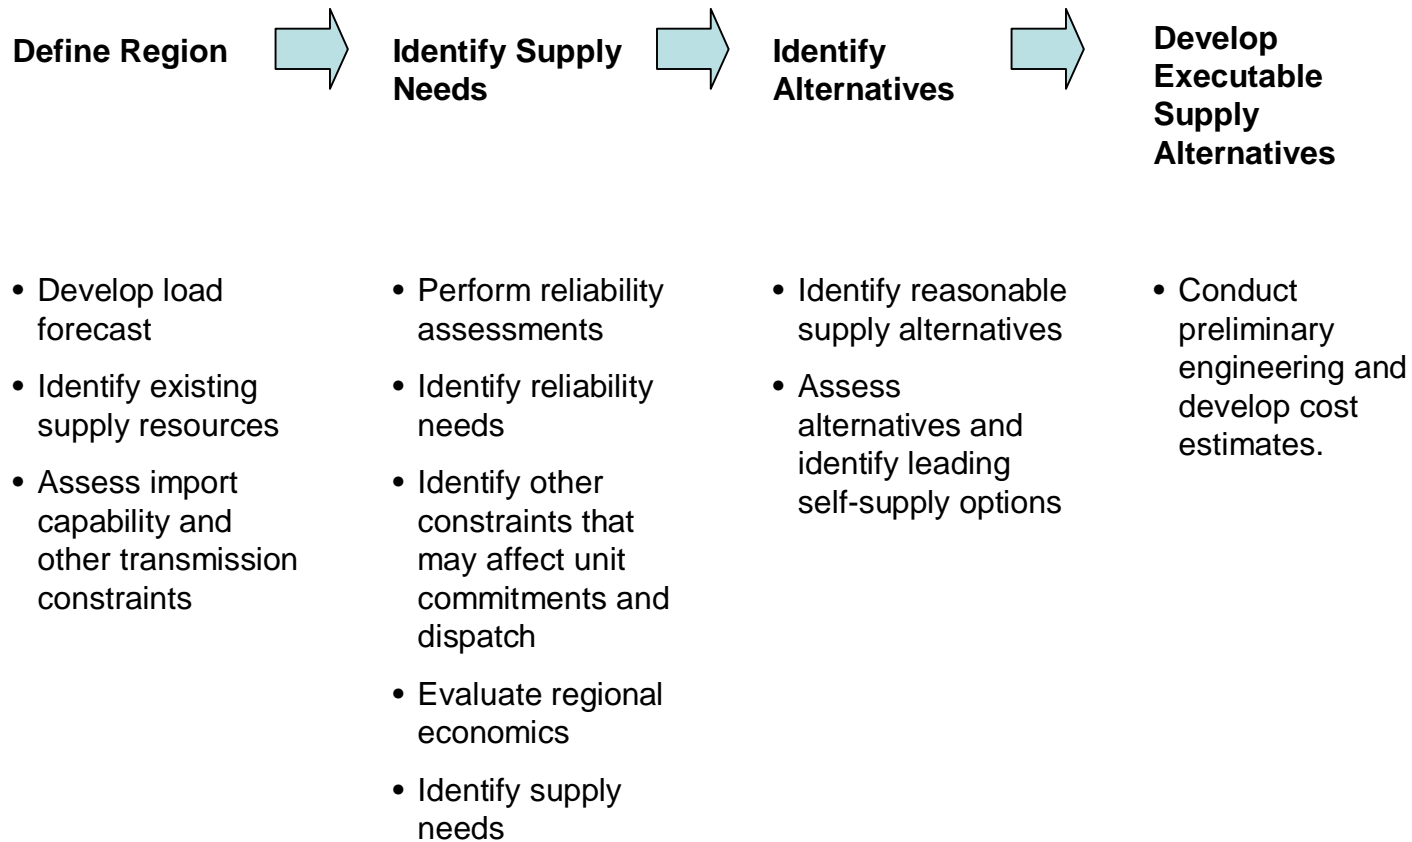 Define Region
Identify Supply
Needs
Identify
Alternatives
Develop
Executable
Supply
Alternatives
• Develop load
forecast
• Identify existing
supply resources
• Assess import
capability and
other transmission
constraints
• Perform reliability
assessments
• Identify reliability
needs
• Identify other
constraints that
may affect unit
commitments and
dispatch
• Evaluate regional
economics
• Identify supply
needs
• Identify reasonable
supply alternatives
• Assess
alternatives and
identify leading
self-supply options
• Conduct
preliminary
engineering and
develop cost
estimates.